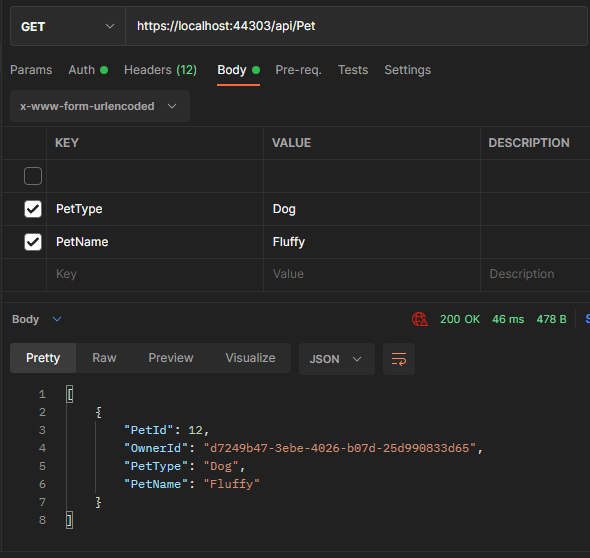 GET https://localhost:44303/api/Pet
Params Auth Headers (12) Body Pre-req. Tests Settings
x-www-form-urlencoded
KEY VALUE DESCRIPTION
PetType Dog
PetName Fluffy
Key Value Description
Body 200 OK 46 ms 478 B
Pretty Raw Preview Visualize JSON
1 [
2 {
3 "PetId": 12,
4 "OwnerId": "d7249b47-3ebe-4026-b07d-25d990833d65",
5 "PetType": "Dog",
6 "PetName": "Fluffy"
7 }
8 ]